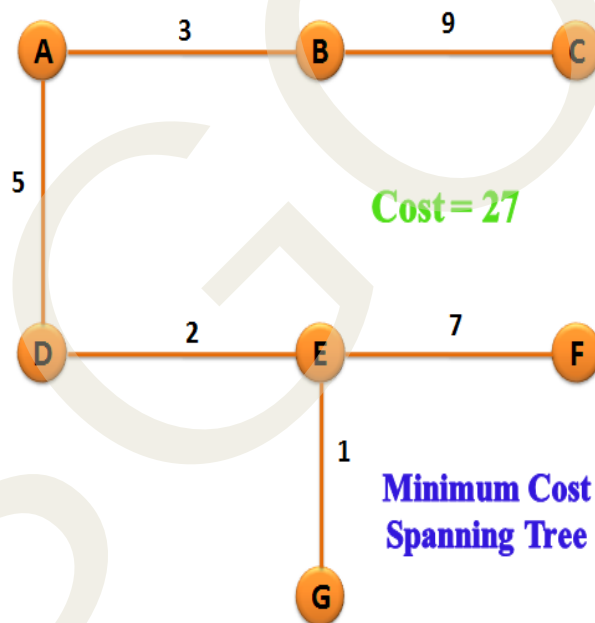 3 9
A B C
5
Cost = 27
2 7
D E F
1
Minimum Cost
Spanning Tree
G